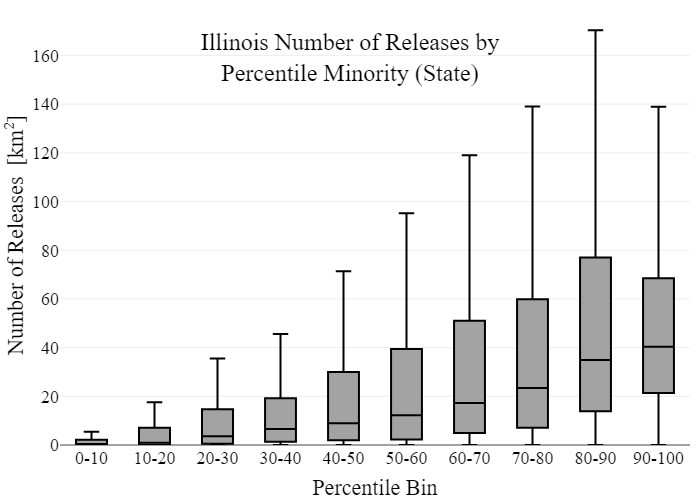 Illinois Number of Releases by
Percentile Minority (State)
Number of Releases [km²]
160
140
120
100
80
60
40
20
0
0-10 10-20 20-30 30-40 40-50 50-60 60-70 70-80 80-90 90-100
Percentile Bin